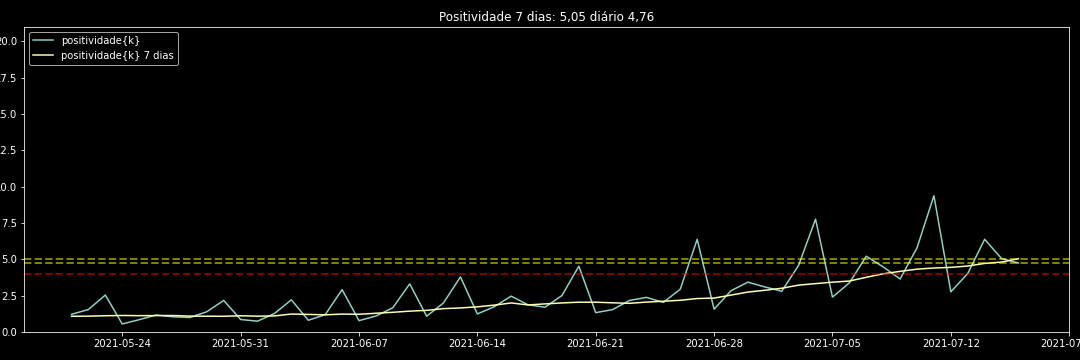 Positividade 7 dias: 5,05 diário 4,76
positividade{k}
positividade{k} 7 dias
7.5
5.0
2.5
0.0
2021-05-24 2021-05-31 2021-06-07 2021-06-14 2021-06-21 2021-06-28 2021-07-05 2021-07-12